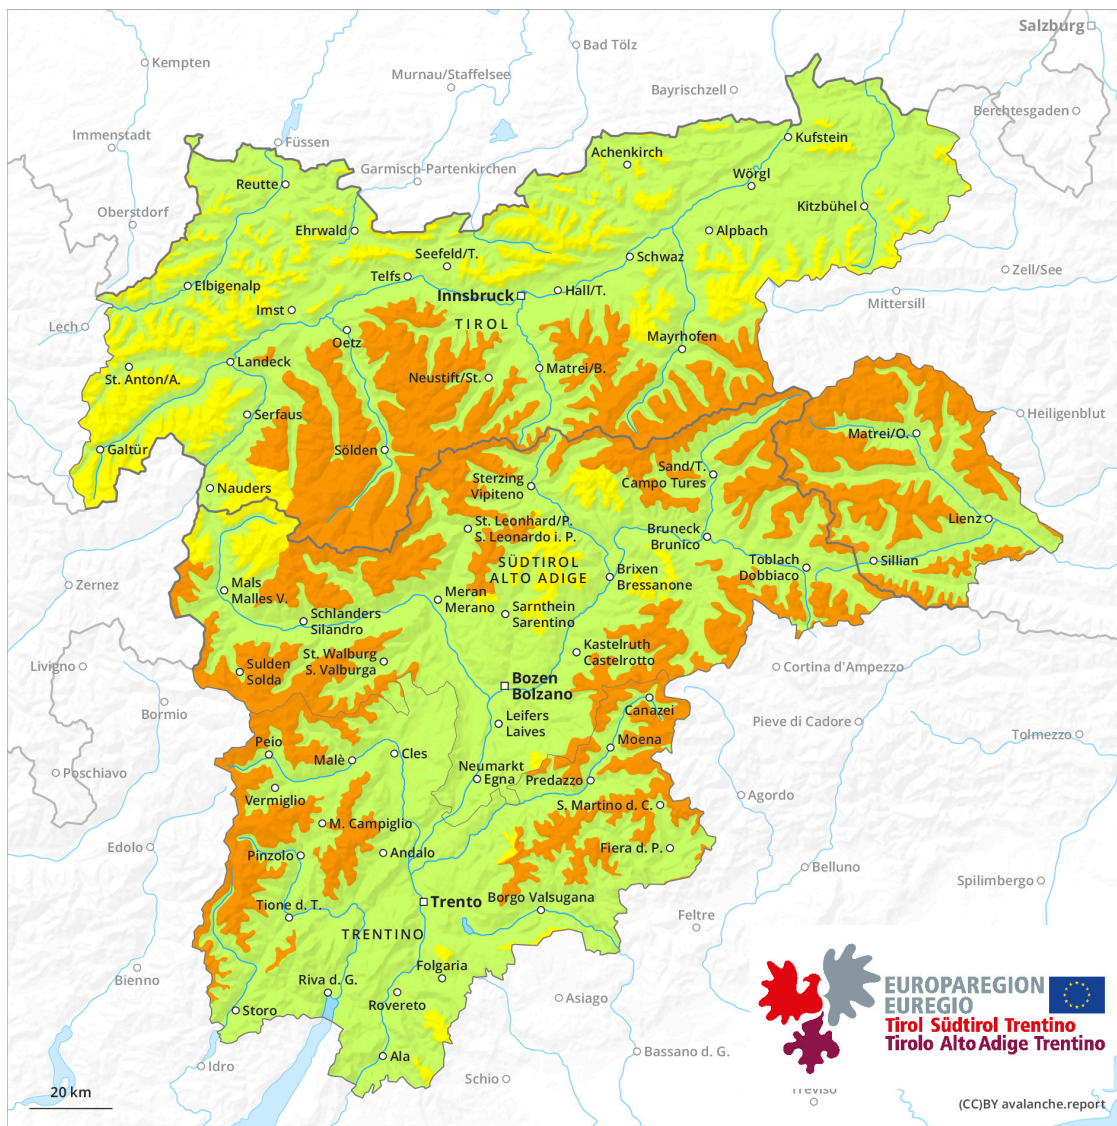 Salzburg
Bad Tölz
Kempten
Murnau/Staffelsee
Bayrischzell
Berchtesgaden
Immenstadt
Füssen
Kufstein
Achenkirch
Garmisch-Partenkirchen
Wörgl
Reutte
Oberstdorf
Kitzbühel
Ehrwald
Alpbach
Seefeld/T.
Schwaz
Telfs
Zell/See
Elbigenalp
Hall/T.
Innsbruck
Mittersill
Imst
TIROL
Lech
Oetz
Mayrhofen
Landeck
Matrei/B.
St. Anton/A.
Neustift/St.
Serfaus
Heiligenblut
Matrei/O.
Galtür
Sölden
Sand/T.
Campo Tures
Sterzing
Vipiteno
Nauders
Lienz
St. Leonhard/P.
S. Leonardo i. P.
Bruneck
Brunico
Sillian
Toblach
Dobbiaco
SÜDTIROL
ALTO ADIGE
Brixen
Bressanone
Zernez
Mals
Malles V.
Meran
Merano
Sarnthein
Sarentino
Schlanders
Silandro
Kastelruth
Castelrotto
St. Walburg
S. Valburga
Livigno
Sulden
Solda
Cortina d'Ampezzo
Bozen
Bolzano
Bormio
Canazei
Leifers
Laives
Pieve di Cadore
Tolmezzo
Moena
Peio
Cles
Malè
Poschiavo
Neumarkt
Egna
Predazzo
Vermiglio
Agordo
S. Martino d. C.
M. Campiglio
Edolo
Pinzolo
Andalo
Fiera d. P.
Belluno
Spilimbergo
Tione d. T.
Trento
Borgo Valsugana
Feltre
TRENTINO
Bienno
Folgaria
Riva d. G.
Rovereto
Asiago
Storo
EUROPAREGION
EUREGIO
Tirol Südtirol Trentino
Tirolo Alto Adige Trentino
Ala
Idro
Bassano d. G.
Schio
Treviso
20 km
(CC)BY avalanche.report